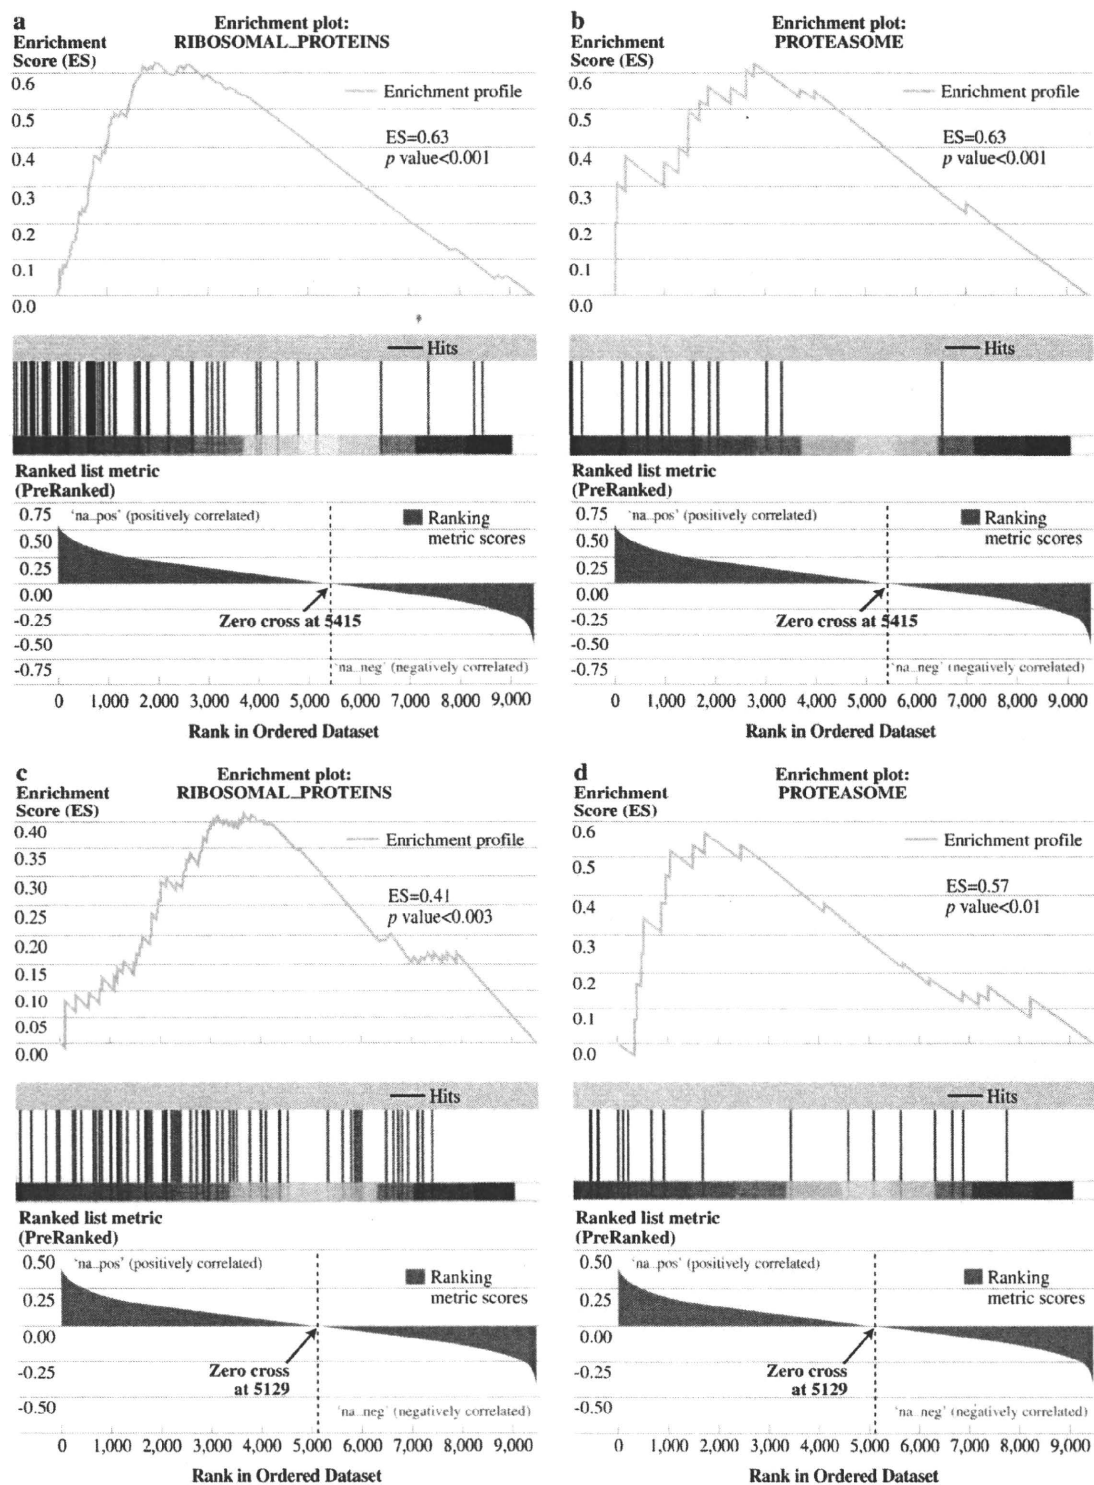 a
Enrichment plot:
RIBOSOMAL_PROTEINS
Enrichment
Score (ES)
0.6
0.5
0.4
0.3
0.2
0.1
0.0
Enrichment profile
ES=0.63
p value<0.001
Hits
Ranked list metric
(PreRanked)
0.75
0.50
0.25
0.00
-0.25
-0.50
-0.75
'na_pos' (positively correlated)
Ranking
metric scores
Zero cross at 5415
'na_neg' (negatively correlated)
0 1,000 2,000 3,000 4,000 5,000 6,000 7,000 8,000 9,000
Rank in Ordered Dataset
b
Enrichment plot:
PROTEASOME
Enrichment
Score (ES)
0.6
0.5
0.4
0.3
0.2
0.1
0.0
Enrichment profile
ES=0.63
p value<0.001
Hits
Ranked list metric
(PreRanked)
0.75
0.50
0.25
0.00
-0.25
-0.50
-0.75
'na_pos' (positively correlated)
Ranking
metric scores
Zero cross at 5415
'na_neg' (negatively correlated)
0 1,000 2,000 3,000 4,000 5,000 6,000 7,000 8,000 9,000
Rank in Ordered Dataset
c
Enrichment plot:
RIBOSOMAL_PROTEINS
Enrichment
Score (ES)
0.40
0.35
0.30
0.25
0.20
0.15
0.10
0.05
0.00
Enrichment profile
ES=0.41
p value<0.003
Hits
Ranked list metric
(PreRanked)
0.50
0.25
0.00
-0.25
-0.50
'na_pos' (positively correlated)
Ranking
metric scores
Zero cross
at 5129
'na_neg' (negatively correlated)
0 1,000 2,000 3,000 4,000 5,000 6,000 7,000 8,000 9,000
Rank in Ordered Dataset
d
Enrichment plot:
PROTEASOME
Enrichment
Score (ES)
0.6
0.5
0.4
0.3
0.2
0.1
0.0
Enrichment profile
ES=0.57
p value<0.01
Hits
Ranked list metric
(PreRanked)
0.50
0.25
0.00
-0.25
-0.50
'na_pos' (positively correlated)
Ranking
metric scores
Zero cross
at 5129
'na_neg' (negatively correlated)
0 1,000 2,000 3,000 4,000 5,000 6,000 7,000 8,000 9,000
Rank in Ordered Dataset